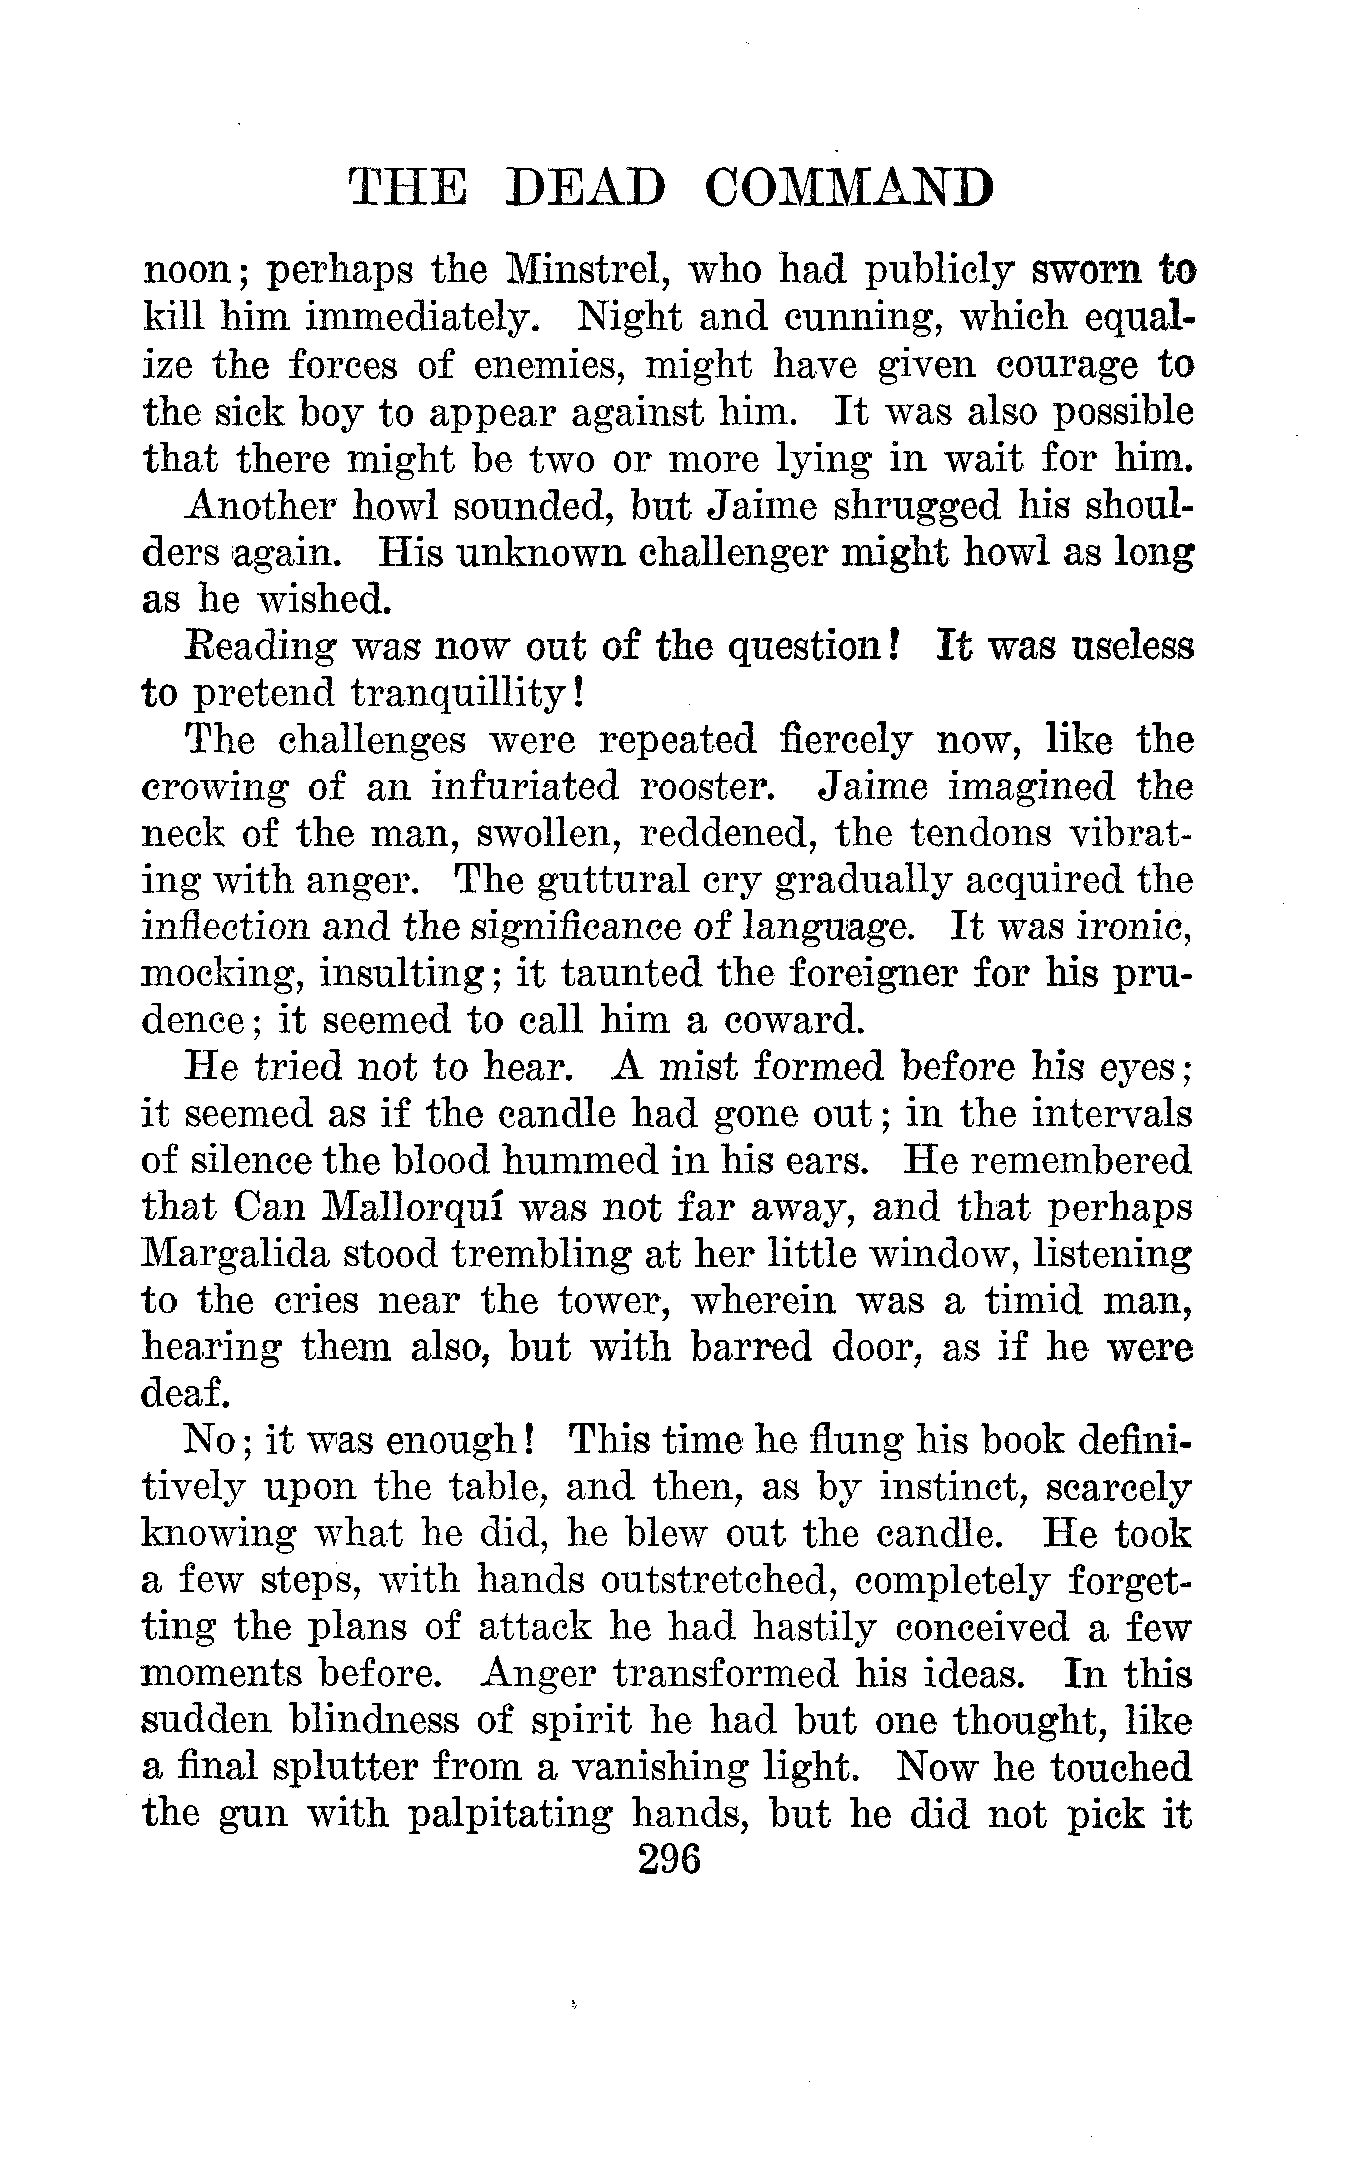 THE DEAD COMMAND
noon; perhaps the Minstrel, who had publicly sworn to
kill him immediately. Night and cunning, which equal-
ize the forces of enemies, might have given courage to
the sick boy to appear against him. It was also possible
that there might be two or more lying in wait for him.
Another howl sounded, but Jaime shrugged his shoul-
ders again. His unknown challenger might howl as long
as he wished.
Reading was now out of the question! It was useless
to pretend tranquillity!
The challenges were repeated fiercely now, like the
crowing of an infuriated rooster. Jaime imagined the
neck of the man, swollen, reddened, the tendons vibrat-
ing with anger. The guttural cry gradually acquired the
inflection and the significance of language. It was ironic,
mocking, insulting; it taunted the foreigner for his pru-
dence; it seemed to call him a coward.
He tried not to hear. A mist formed before his eyes;
it seemed as if the candle had gone out; in the intervals
of silence the blood hummed in his ears. He remembered
that Can Mallorquí was not far away, and that perhaps
Margalida stood trembling at her little window, listening
to the cries near the tower, wherein was a timid man,
hearing them also, but with barred door, as if he were
deaf.
No; it was enough! This time he flung his book defini-
tively upon the table, and then, as by instinct, scarcely
knowing what he did, he blew out the candle. He took
a few steps, with hands outstretched, completely forget-
ting the plans of attack he had hastily conceived a few
moments before. Anger transformed his ideas. In this
sudden blindness of spirit he had but one thought, like
a final splutter from a vanishing light. Now he touched
the gun with palpitating hands, but he did not pick it
296